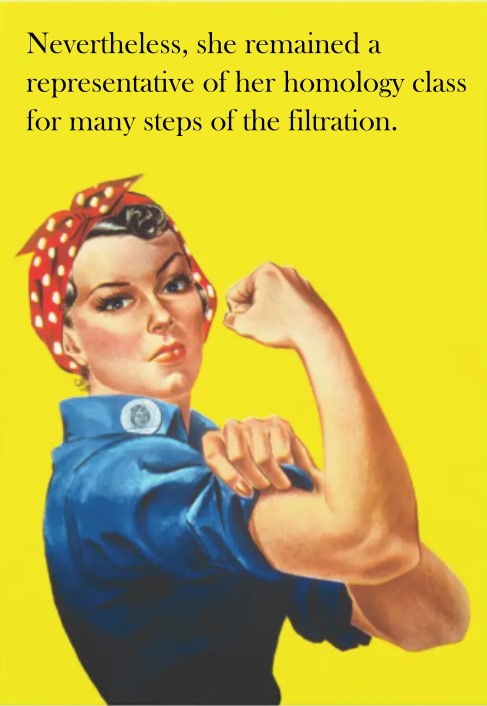 Nevertheless, she remained a
representative of her homology class
for many steps of the filtration.